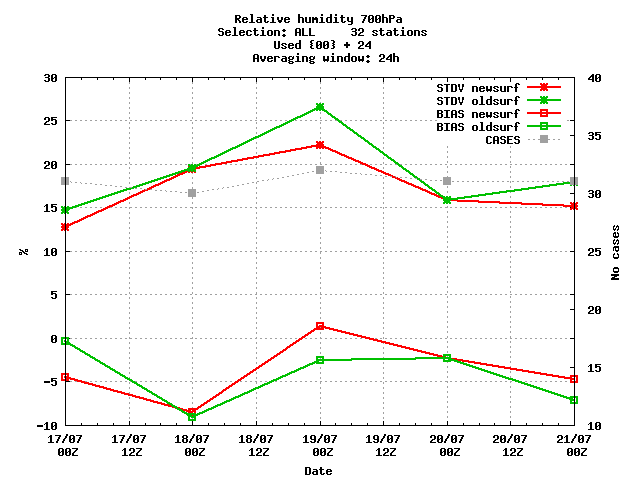 Relative humidity 700hPa
Selection: ALL     32 stations
Used {00} + 24
Averaging window: 24h
30 40
STDV newsurf
STDV oldsurf
BIAS newsurf
BIAS oldsurf
CASES
25 35
20
30
15
10 25
5
20
0
15
-5
-10 10
%
No cases
17/07 17/07 18/07 18/07 19/07 19/07 20/07 20/07 21/07
00Z 12Z 00Z 12Z 00Z 12Z 00Z 12Z 00Z
Date